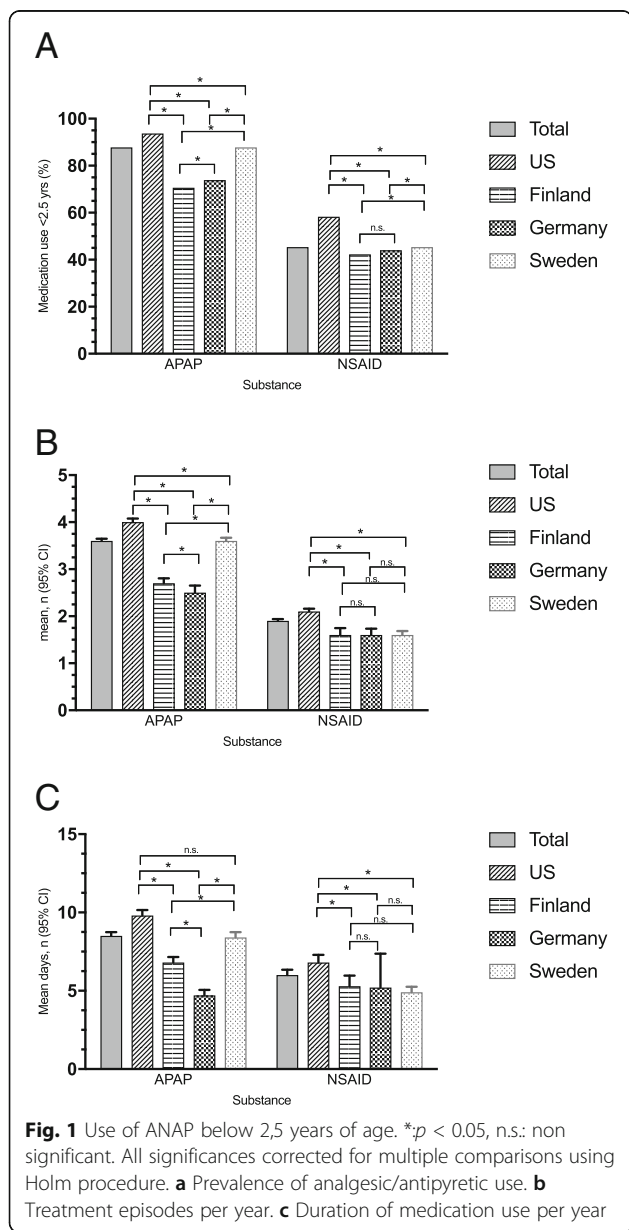 A
*
*
*
*
*
*
*
*
*
*
*
*
n.s.
Medication use <2.5 yrs (%)
100
80
60
40
20
0
APAP
NSAID
Substance
Total
US
Finland
Germany
Sweden
B
*
*
*
*
*
*
*
*
n.s.
*
n.s.
n.s.
mean, n (95% CI)
5
4
3
2
1
0
APAP
NSAID
Substance
Total
US
Finland
Germany
Sweden
C
n.s.
*
*
*
*
*
*
*
n.s.
*
n.s.
n.s.
Mean days, n (95% CI)
15
10
5
0
APAP
NSAID
Substance
Total
US
Finland
Germany
Sweden
Fig. 1 Use of ANAP below 2,5 years of age. *:p < 0.05, n.s.: non
significant. All significances corrected for multiple comparisons using
Holm procedure. a Prevalence of analgesic/antipyretic use. b
Treatment episodes per year. c Duration of medication use per year